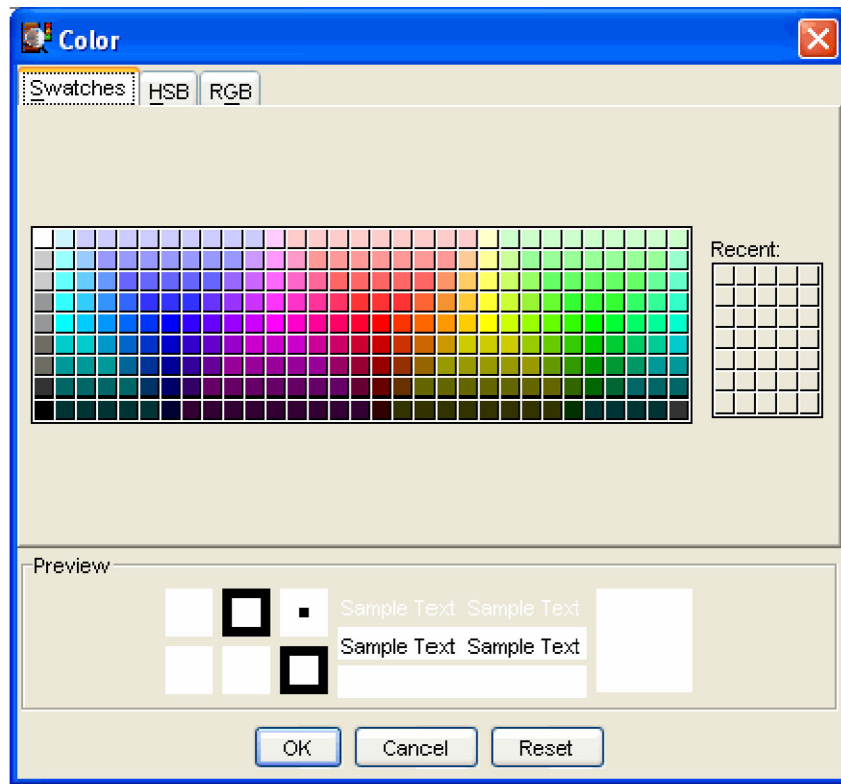 Color
Swatches HSB RGB
Recent:
Preview
Sample Text Sample Text
Sample Text Sample Text
OK Cancel Reset